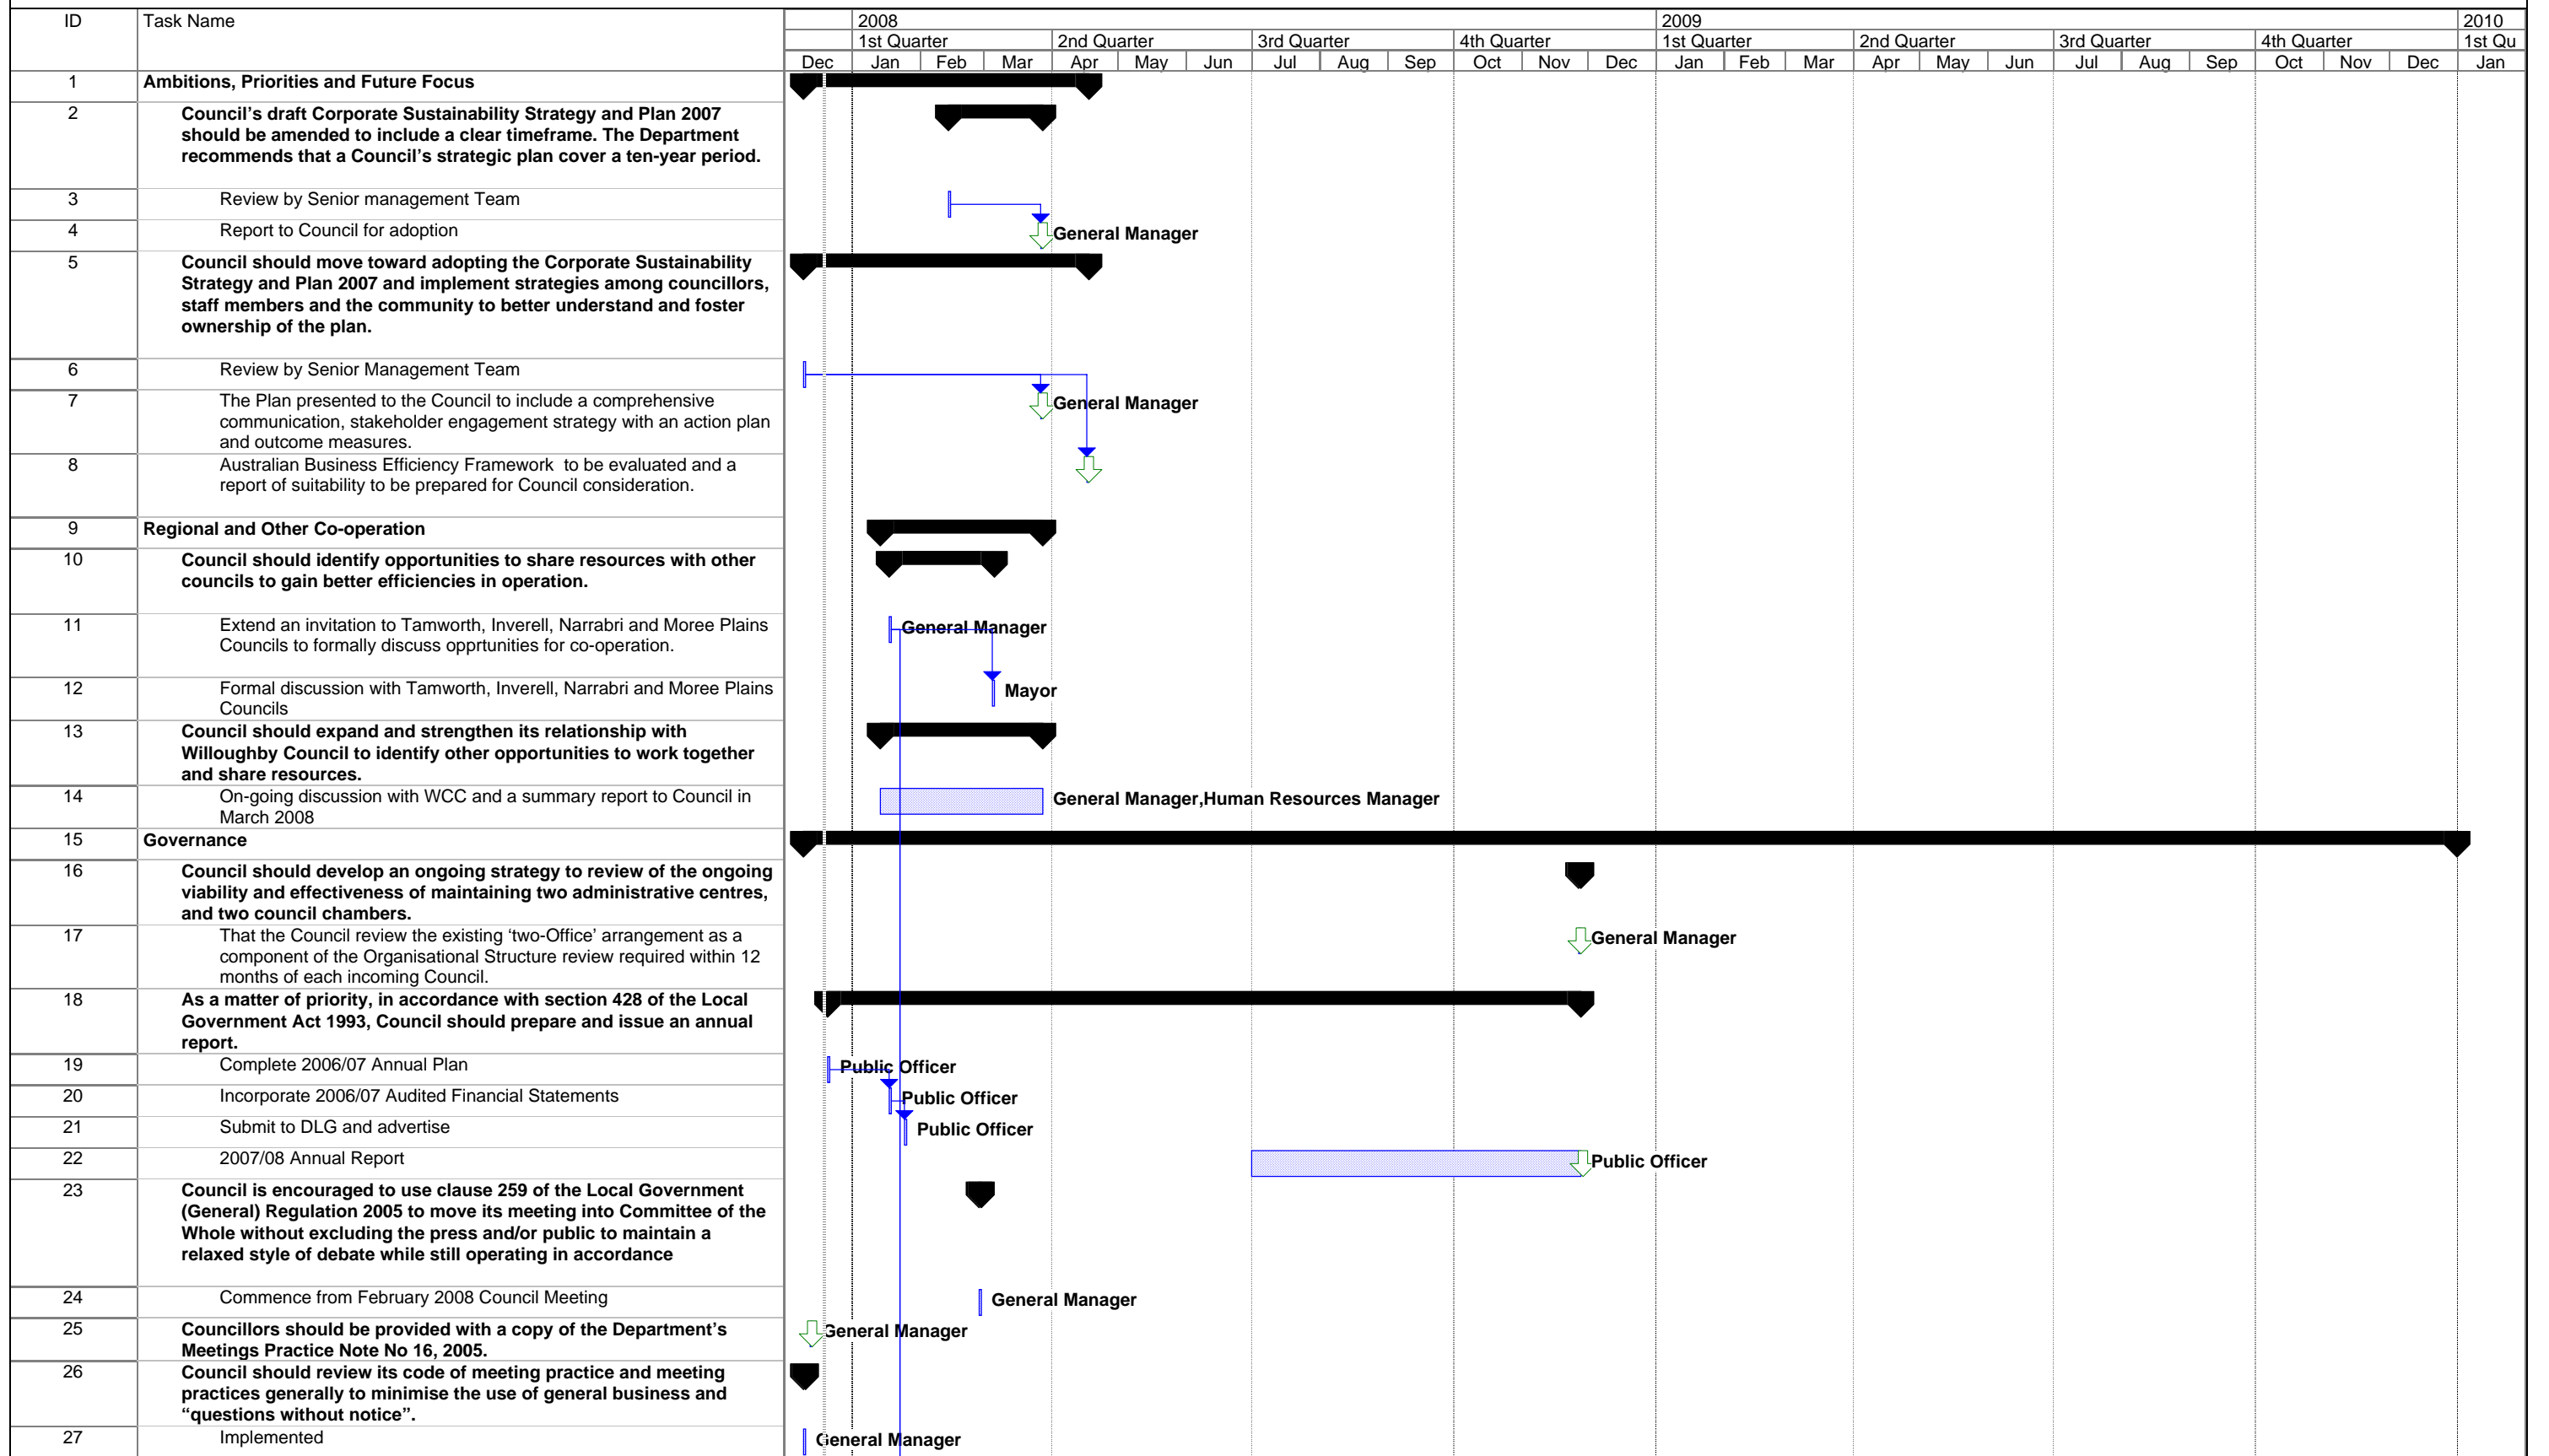 ID Task Name 2008 2009 2010
1st Quarter 2nd Quarter 3rd Quarter 4th Quarter 1st Quarter 2nd Quarter 3rd Quarter 4th Quarter 1st Qu
Dec Jan Feb Mar Apr May Jun Jul Aug Sep Oct Nov Dec Jan Feb Mar Apr May Jun Jul Aug Sep Oct Nov Dec Jan
1 Ambitions, Priorities and Future Focus
2 Council’s draft Corporate Sustainability Strategy and Plan 2007
should be amended to include a clear timeframe. The Department
recommends that a Council’s strategic plan cover a ten-year period.
3 Review by Senior management Team
4 Report to Council for adoption General Manager
5 Council should move toward adopting the Corporate Sustainability
Strategy and Plan 2007 and implement strategies among councillors,
staff members and the community to better understand and foster
ownership of the plan.
6 Review by Senior Management Team
7 The Plan presented to the Council to include a comprehensive General Manager
communication, stakeholder engagement strategy with an action plan
and outcome measures.
8 Australian Business Efficiency Framework to be evaluated and a
report of suitability to be prepared for Council consideration.
9 Regional and Other Co-operation
10 Council should identify opportunities to share resources with other
councils to gain better efficiencies in operation.
11 Extend an invitation to Tamworth, Inverell, Narrabri and Moree Plains General Manager
Councils to formally discuss opprtunities for co-operation.
12 Formal discussion with Tamworth, Inverell, Narrabri and Moree Plains Mayor
Councils
13 Council should expand and strengthen its relationship with
Willoughby Council to identify other opportunities to work together
and share resources.
14 On-going discussion with WCC and a summary report to Council in General Manager,Human Resources Manager
March 2008
15 Governance
16 Council should develop an ongoing strategy to review of the ongoing
viability and effectiveness of maintaining two administrative centres,
and two council chambers.
17 That the Council review the existing ‘two-Office’ arrangement as a General Manager
component of the Organisational Structure review required within 12
months of each incoming Council.
18 As a matter of priority, in accordance with section 428 of the Local
Government Act 1993, Council should prepare and issue an annual
report.
19 Complete 2006/07 Annual Plan Public Officer
20 Incorporate 2006/07 Audited Financial Statements Public Officer
21 Submit to DLG and advertise Public Officer
22 2007/08 Annual Report Public Officer
23 Council is encouraged to use clause 259 of the Local Government
(General) Regulation 2005 to move its meeting into Committee of the
Whole without excluding the press and/or public to maintain a
relaxed style of debate while still operating in accordance
24 Commence from February 2008 Council Meeting General Manager
25 Councillors should be provided with a copy of the Department’s General Manager
Meetings Practice Note No 16, 2005.
26 Council should review its code of meeting practice and meeting
practices generally to minimise the use of general business and
“questions without notice”.
27 Implemented General Manager